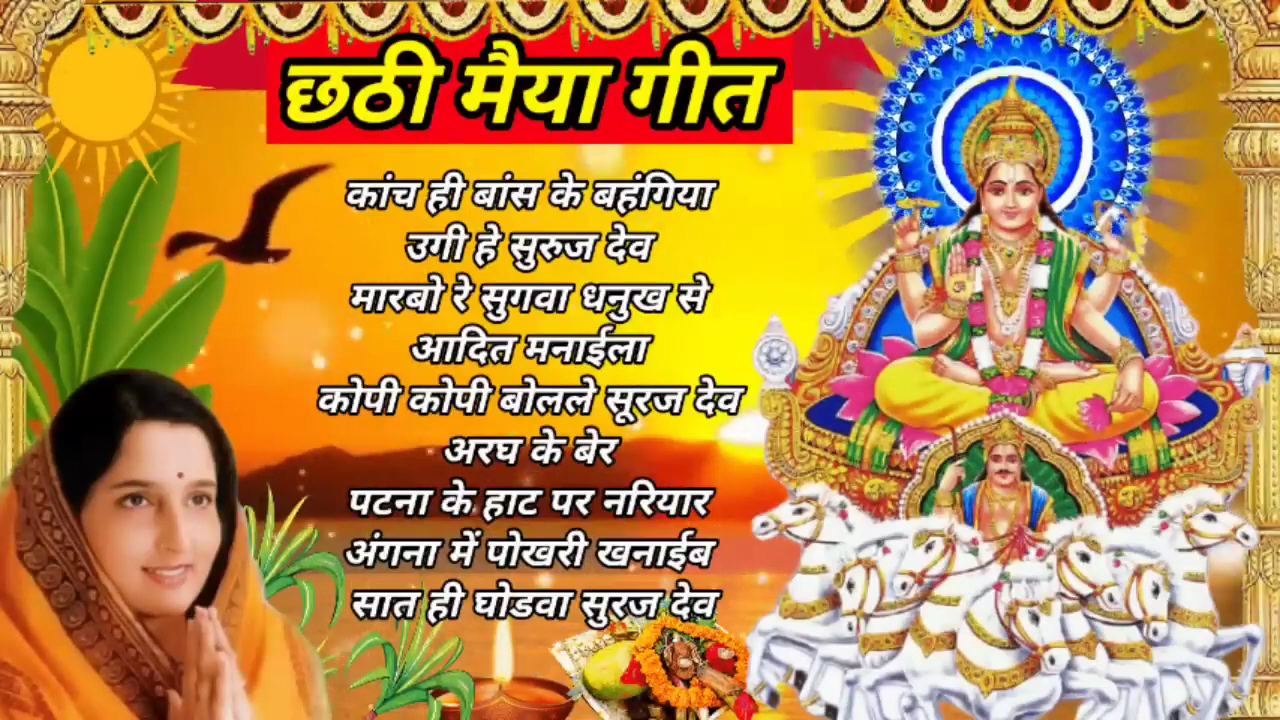 छठी मैया गीत
कांच ही बांस के बहंगिया
उगी हे सुरुज देव
मारबो रे सुगवा धनुख से
आदित मनाईला
कोपी कोपी बोलले सूरज देव
अरघ के बेर
पटना के हाट पर नरियार
अंगना में पोखरी खनाईब
सात ही घोडवा सुरज देव